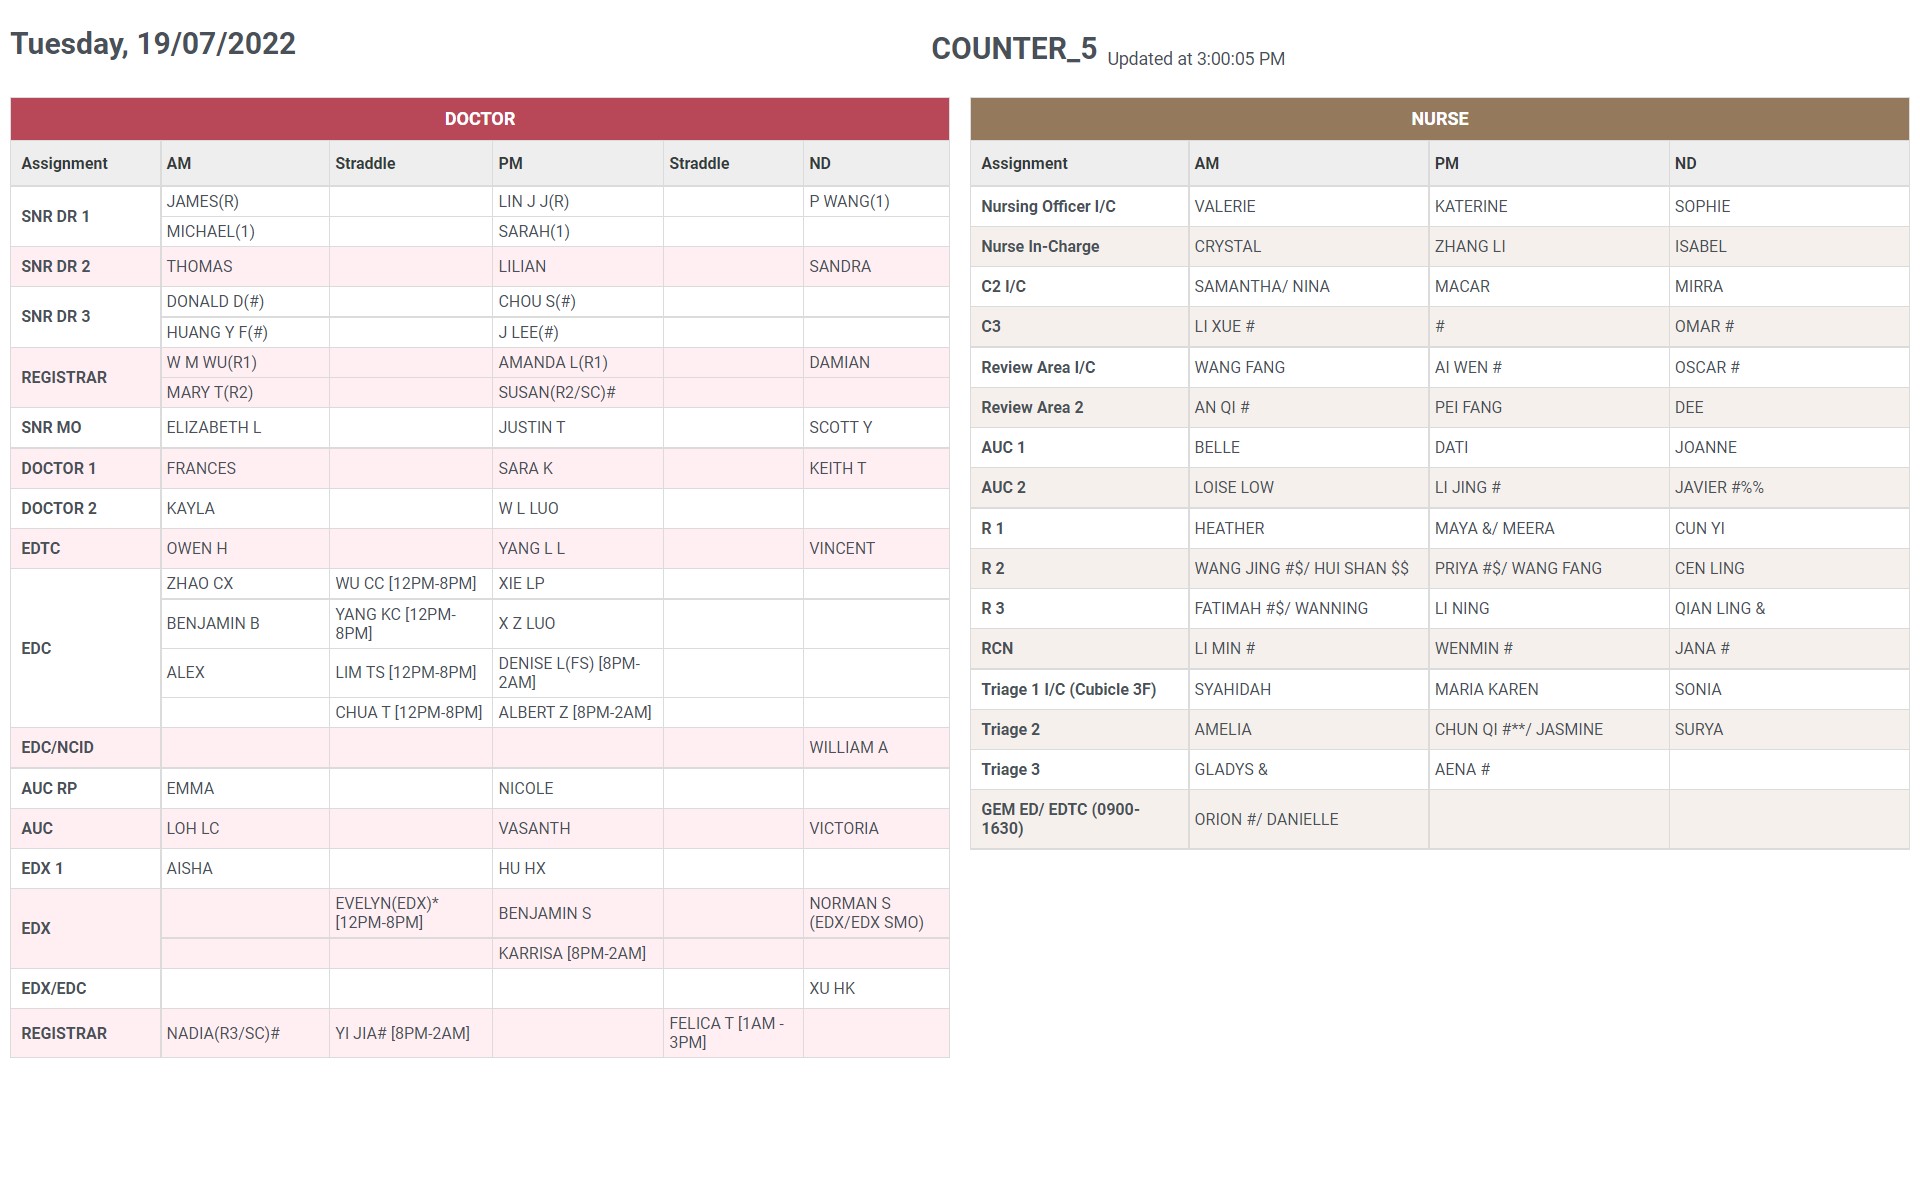 Tuesday, 19/07/2022
COUNTER_5 Updated at 3:00:05 PM
DOCTOR
Assignment AM Straddle PM Straddle ND
SNR DR 1 JAMES(R) LIN J J(R) P WANG(1)
MICHAEL(1) SARAH(1)
SNR DR 2 THOMAS LILIAN SANDRA
SNR DR 3 DONALD D(#) CHOU S(#)
HUANG Y F(#) J LEE(#)
REGISTRAR W M WU(R1) AMANDA L(R1) DAMIAN
MARY T(R2) SUSAN(R2/SC)#
SNR MO ELIZABETH L JUSTIN T SCOTT Y
DOCTOR 1 FRANCES SARA K KEITH T
DOCTOR 2 KAYLA W L LUO
EDTC OWEN H YANG L L VINCENT
EDC ZHAO CX WU CC [12PM-8PM] XIE LP
BENJAMIN B YANG KC [12PM-
8PM] X Z LUO
ALEX LIM TS [12PM-8PM] DENISE L(FS) [8PM-
2AM]
CHUA T [12PM-8PM] ALBERT Z [8PM-2AM]
EDC/NCID WILLIAM A
AUC RP EMMA NICOLE
AUC LOH LC VASANTH VICTORIA
EDX 1 AISHA HU HX
EDX EVELYN(EDX)*
[12PM-8PM] BENJAMIN S NORMAN S
(EDX/EDX SMO)
KARRISA [8PM-2AM]
EDX/EDC XU HK
REGISTRAR NADIA(R3/SC)# YI JIA# [8PM-2AM] FELICA T [1AM -
3PM]
NURSE
Assignment AM PM ND
Nursing Officer I/C VALERIE KATERINE SOPHIE
Nurse In-Charge CRYSTAL ZHANG LI ISABEL
C2 I/C SAMANTHA/ NINA MACAR MIRRA
C3 LI XUE # # OMAR #
Review Area I/C WANG FANG AI WEN # OSCAR #
Review Area 2 AN QI # PEI FANG DEE
AUC 1 BELLE DATI JOANNE
AUC 2 LOISE LOW LI JING # JAVIER #%%
R 1 HEATHER MAYA &/ MEERA CUN YI
R 2 WANG JING #$/ HUI SHAN $$ PRIYA #$/ WANG FANG CEN LING
R 3 FATIMAH #$/ WANNING LI NING QIAN LING &
RCN LI MIN # WENMIN # JANA #
Triage 1 I/C (Cubicle 3F) SYAHIDAH MARIA KAREN SONIA
Triage 2 AMELIA CHUN QI #**/ JASMINE SURYA
Triage 3 GLADYS & AENA #
GEM ED/ EDTC (0900-
1630) ORION #/ DANIELLE